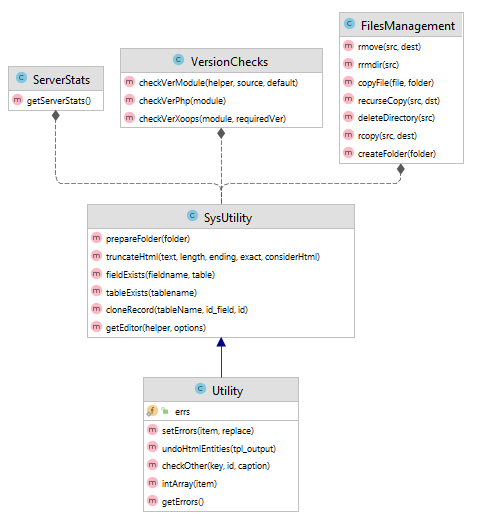 ServerStats
getServerStats()
VersionChecks
checkVerModule(helper, source, default)
checkVerPhp(module)
checkVerXoops(module, requiredVer)
FilesManagement
rmove(src, dest)
rrmdir(src)
copyFile(file, folder)
recurseCopy(src, dst)
deleteDirectory(src)
rcopy(src, dest)
createFolder(folder)
SysUtility
prepareFolder(folder)
truncateHtml(text, length, ending, exact, considerHtml)
fieldExists(fieldname, table)
tableExists(tablename)
cloneRecord(tableName, id_field, id)
getEditor(helper, options)
Utility
errs
setErrors(item, replace)
undoHtmlEntities(tpl_output)
checkOther(key, id, caption)
intArray(item)
getErrors()